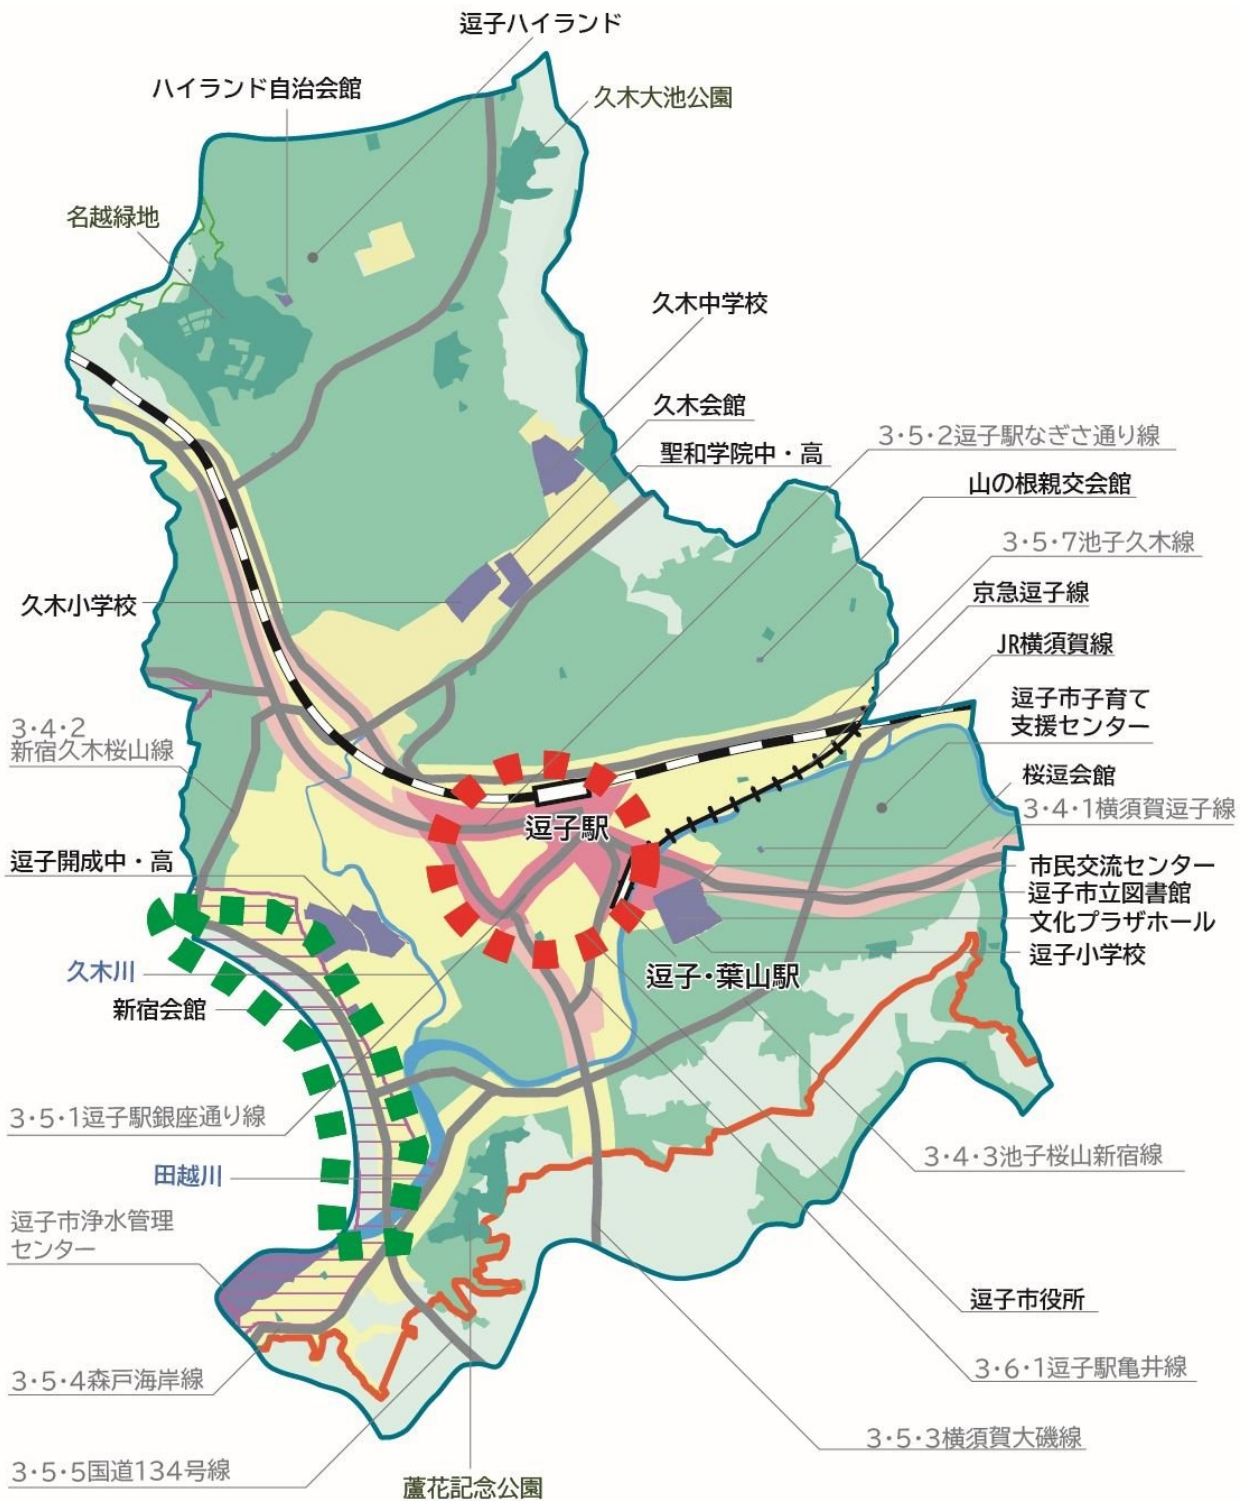 逗子ハイランド
ハイランド自治会館
久木大池公園
名越緑地
久木中学校
久木会館
3・5・2逗子駅なぎさ通り線
聖和学院中・高
山の根親交会館
3・5・7池子久木線
京急逗子線
久木小学校
JR横須賀線
逗子市子育て
支援センター
3・4・2
新宿久木桜山線
桜逗会館
3・4・1横須賀逗子線
逗子駅
逗子開成中・高
市民交流センター
逗子市立図書館
文化プラザホール
逗子小学校
久木川
逗子・葉山駅
新宿会館
3・5・1逗子駅銀座通り線
3・4・3池子桜山新宿線
田越川
逗子市浄水管理
センター
逗子市役所
3・6・1逗子駅亀井線
3・5・4森戸海岸線
3・5・3横須賀大磯線
3・5・5国道134号線
蘆花記念公園